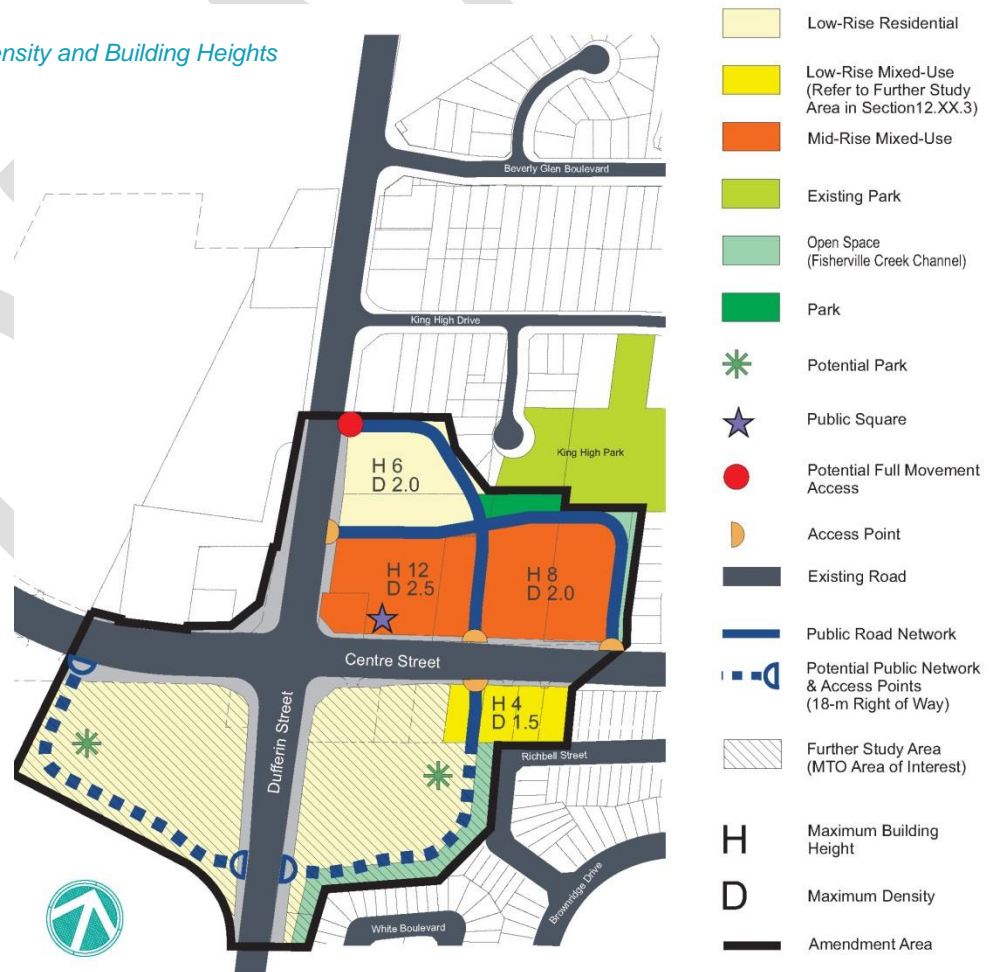 ensity and Building Heights
Beverly Glen Boulevard
King High Drive
King High Park
H 6
D 2.0
H 12
D 2.5
H 8
D 2.0
Centre Street
H 4
D 1.5
Dufferin Street
Richbell Street
Brownridge Drive
White Boulevard
Low-Rise Residential
Low-Rise Mixed-Use
(Refer to Further Study
Area in Section12.XX.3)
Mid-Rise Mixed-Use
Existing Park
Open Space
(Fisherville Creek Channel)
Park
Potential Park
Public Square
Potential Full Movement
Access
Access Point
Existing Road
Public Road Network
Potential Public Network
& Access Points
(18-m Right of Way)
Further Study Area
(MTO Area of Interest)
H
Maximum Building
Height
D
Maximum Density
Amendment Area